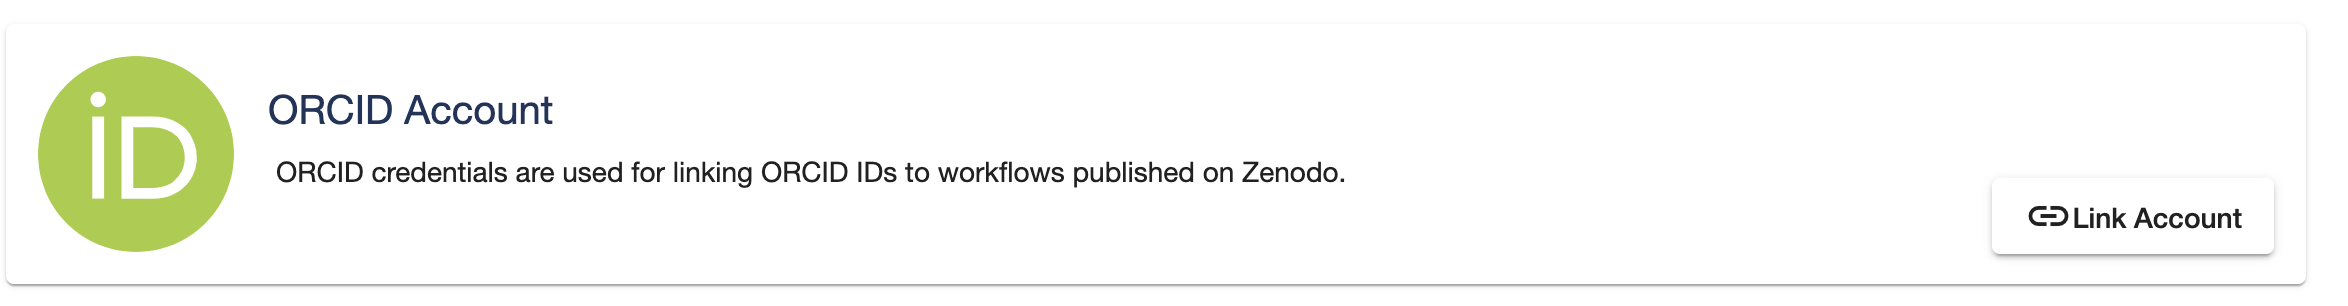 iD
ORCID Account
ORCID credentials are used for linking ORCID IDs to workflows published on Zenodo.
Link Account